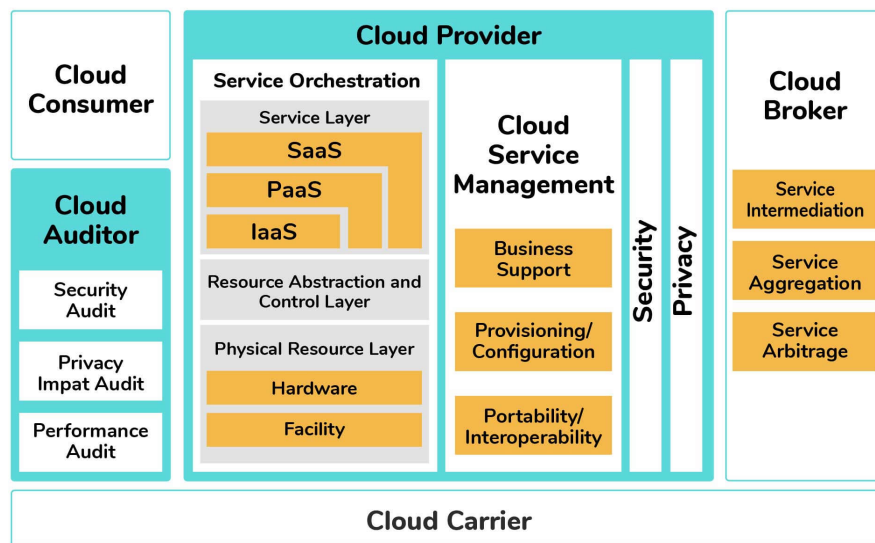 Cloud
Consumer
Cloud
Auditor
Security
Audit
Privacy
Impat Audit
Performance
Audit
Cloud Provider
Service Orchestration
Service Layer
SaaS
PaaS
IaaS
Resource Abstraction and
Control Layer
Physical Resource Layer
Hardware
Facility
Cloud
Service
Management
Business
Support
Provisioning/
Configuration
Portability/
Interoperability
Security
Privacy
Cloud
Broker
Service
Intermediation
Service
Aggregation
Service
Arbitrage
Cloud Carrier